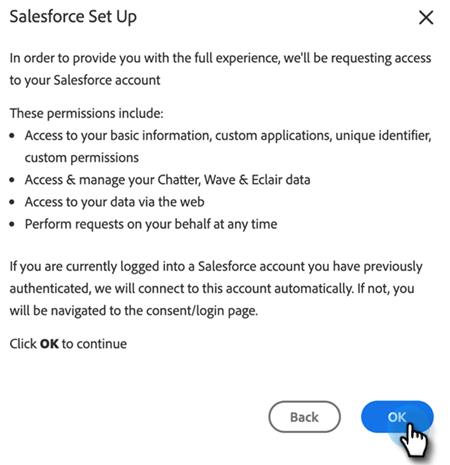 Salesforce Set Up
In order to provide you with the full experience, we'll be requesting access
to your Salesforce account
These permissions include:
• Access to your basic information, custom applications, unique identifier,
custom permissions
• Access & manage your Chatter, Wave & Eclair data
• Access to your data via the web
• Perform requests on your behalf at any time
If you are currently logged into a Salesforce account you have previously
authenticated, we will connect to this account automatically. If not, you
will be navigated to the consent/login page.
Click OK to continue
Back
OK